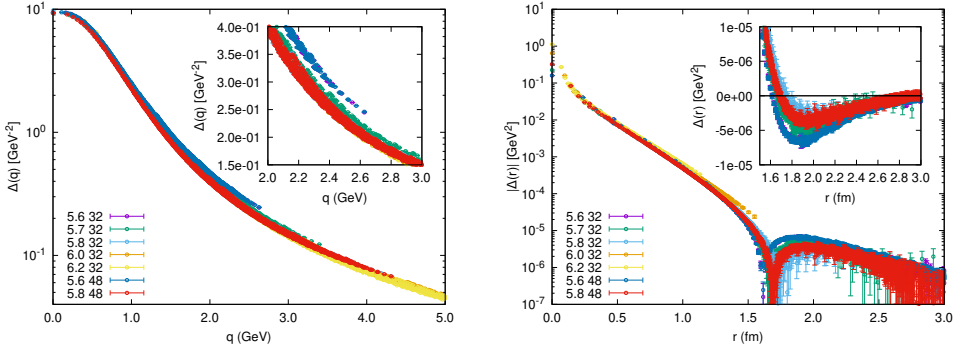 10¹
10⁰
10⁻¹
0.0 1.0 2.0 3.0 4.0 5.0
q (GeV)
Δ(q) [GeV⁻²]
5.6 32
5.7 32
5.8 32
6.0 32
6.2 32
5.6 48
5.8 48
4.0e-01
3.5e-01
3.0e-01
2.5e-01
2.0e-01
1.5e-01
2.0 2.2 2.4 2.6 2.8 3.0
q (GeV)
Δ(q) [GeV⁻²]
10¹
10⁰
10⁻¹
10⁻²
10⁻³
10⁻⁴
10⁻⁵
10⁻⁶
10⁻⁷
0.0 0.5 1.0 1.5 2.0 2.5 3.0
r (fm)
|Δ(r)| [GeV²]
5.6 32
5.7 32
5.8 32
6.0 32
6.2 32
5.6 48
5.8 48
1e-05
5e-06
0e+00
-5e-06
-1e-05
1.6 1.8 2.0 2.2 2.4 2.6 2.8 3.0
r (fm)
Δ(r) [GeV²]